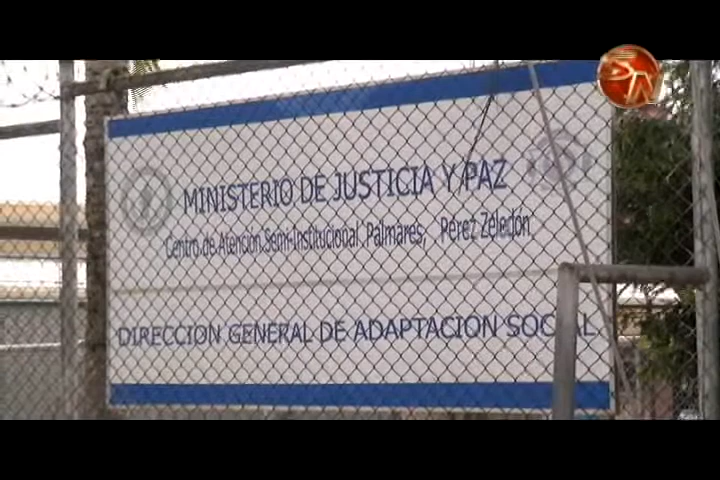 MINISTERIO DE JUSTICIA Y PAZ
Centro de Atención Semi-Institucional Palmares, Pérez Zeledón
DIRECCION GENERAL DE ADAPTACION SOCIAL